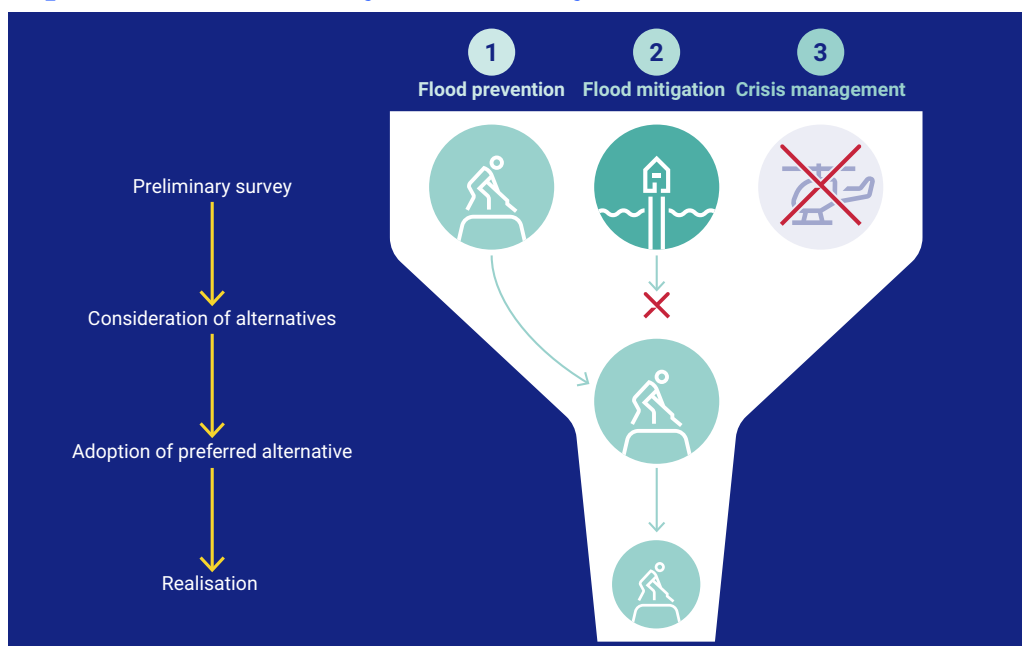 1
2
3
Flood prevention
Flood mitigation
Crisis management
Preliminary survey
Consideration of alternatives
Adoption of preferred alternative
Realisation